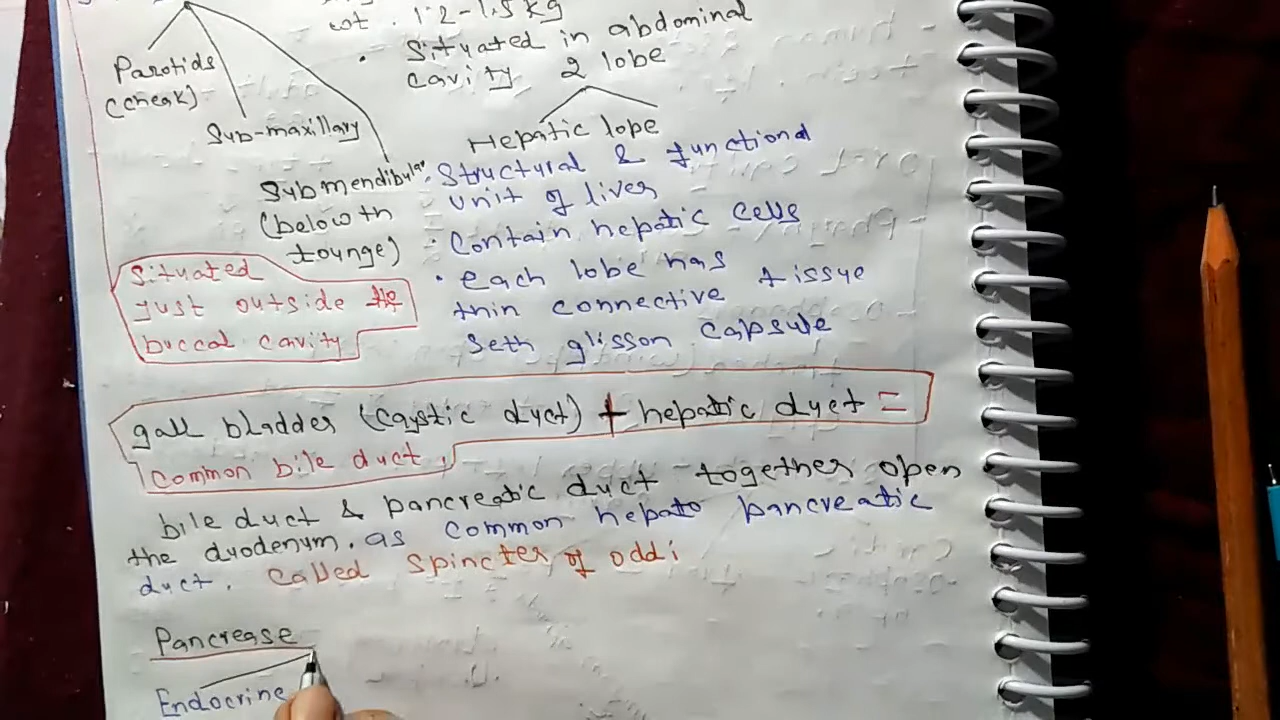 wt. 1.2-1.5 kg
• Situated in abdominal
cavity 2 lobe
Parotids
(cheak)
Sub-maxillary
Submendibular
(below th
tounge)
Situated
just outside the
buccal cavity
Hepatic lope
• Structural & functional
unit of liver
• Contain hepatic cells
• each lobe has
thin connective tissue
seth glisson capsule
gall bladder (caystic duct) + hepatic duct =
common bile duct,
bile duct & pancreatic duct together open
the duodenum. as common hepato pancreatic
duct. Called Spincter of oddi
Pancrease
Endocrine